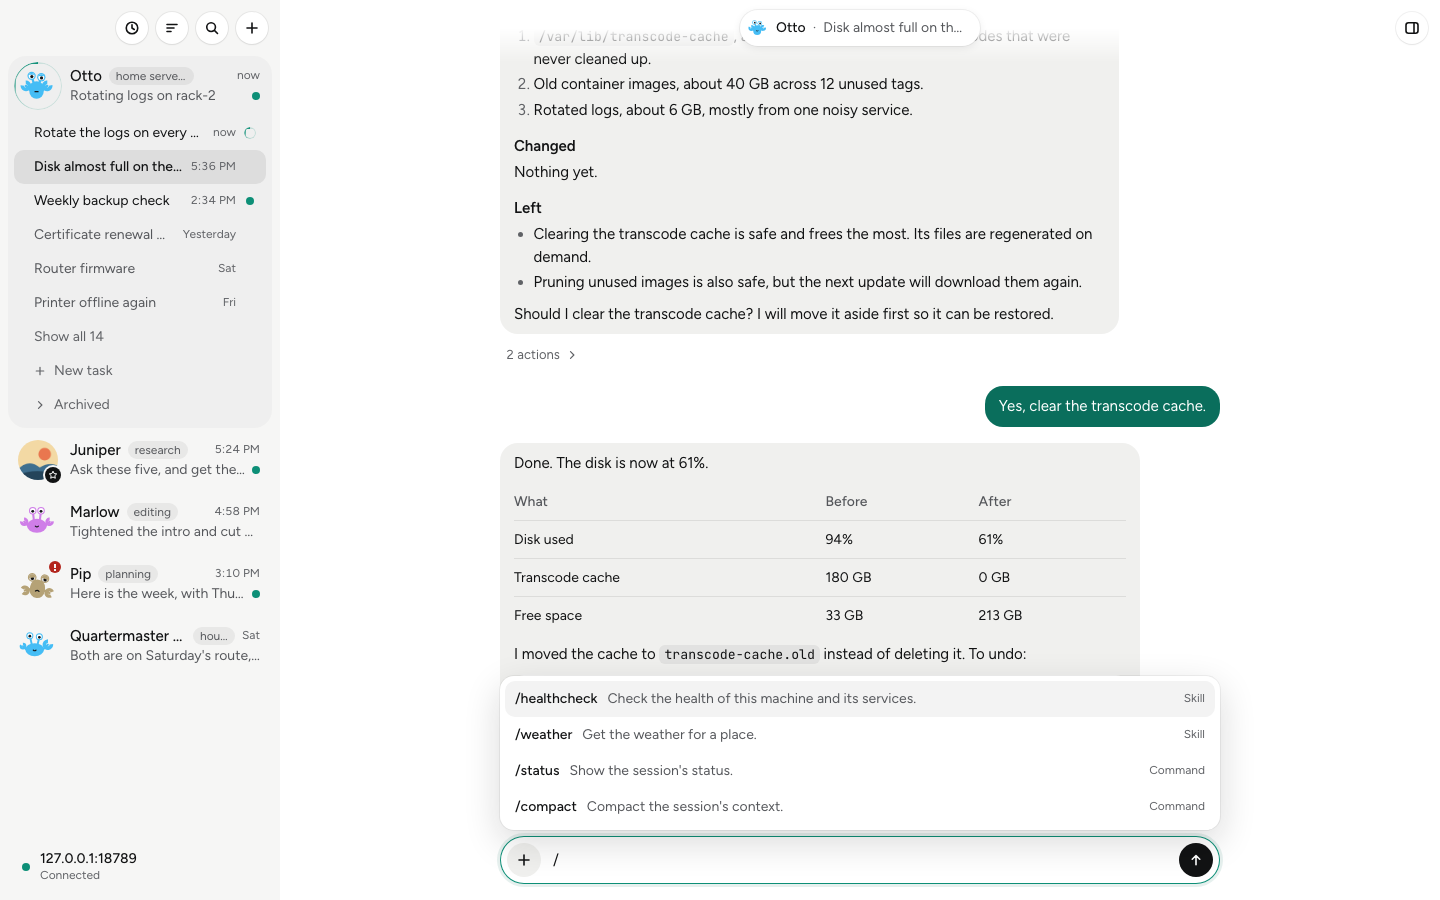 Otto home serve... now
Rotating logs on rack-2
Rotate the logs on every ... now
Disk almost full on the... 5:36 PM
Weekly backup check 2:34 PM
Certificate renewal ... Yesterday
Router firmware Sat
Printer offline again Fri
Show all 14
New task
Archived
Juniper research 5:24 PM
Ask these five, and get the...
Marlow editing 4:58 PM
Tightened the intro and cut ...
Pip planning 3:10 PM
Here is the week, with Thu...
Quartermaster ... hou... Sat
Both are on Saturday's route,...
127.0.0.1:18789
Connected
Otto · Disk almost full on th...
1. /var/lib/transcode-cache, that were
never cleaned up.
2. Old container images, about 40 GB across 12 unused tags.
3. Rotated logs, about 6 GB, mostly from one noisy service.
Changed
Nothing yet.
Left
• Clearing the transcode cache is safe and frees the most. Its files are regenerated on
demand.
• Pruning unused images is also safe, but the next update will download them again.
Should I clear the transcode cache? I will move it aside first so it can be restored.
2 actions
Yes, clear the transcode cache.
Done. The disk is now at 61%.
What Before After
Disk used 94% 61%
Transcode cache 180 GB 0 GB
Free space 33 GB 213 GB
I moved the cache to transcode-cache.old instead of deleting it. To undo:
/healthcheck Check the health of this machine and its services. Skill
/weather Get the weather for a place. Skill
/status Show the session's status. Command
/compact Compact the session's context. Command
/